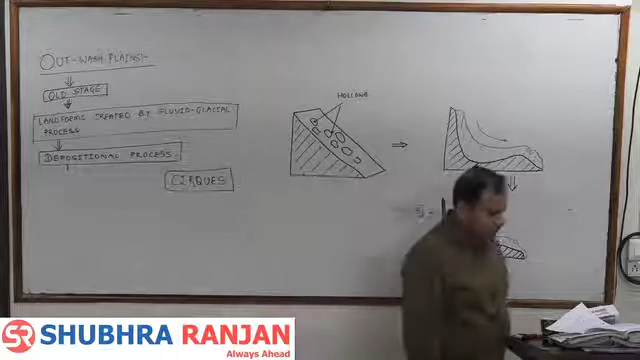 OUT-WASH PLAINS:-
OLD STAGE
LANDFORMS CREATED BY FLUVIO-GLACIAL
PROCESS
DEPOSITIONAL PROCESS
CIRQUES
HOLLOWS
SR SHUBHRA RANJAN
Always Ahead